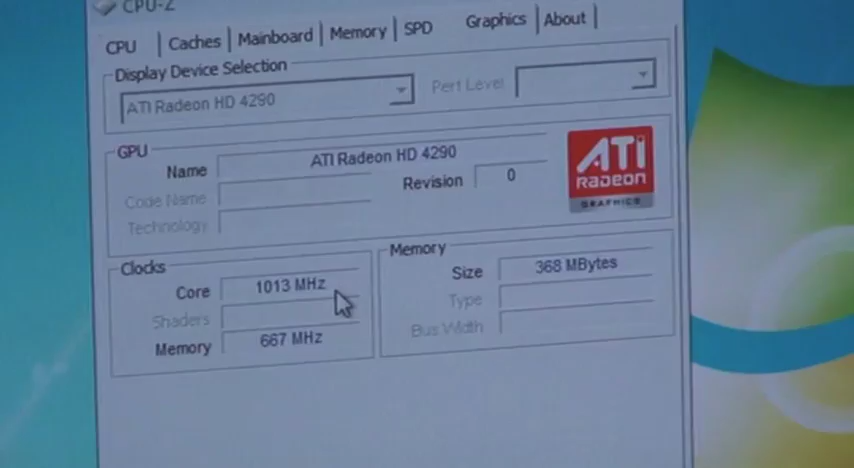 CPU-Z
CPU Caches Mainboard Memory SPD Graphics About
Display Device Selection
ATI Radeon HD 4290 Perf Level
GPU
Name ATI Radeon HD 4290
Code Name Revision 0
Technology
ATI
RADEON
GRAPHICS
Clocks
Core 1013 MHz
Shaders
Memory 667 MHz
Memory
Size 368 MBytes
Type
Bus Width